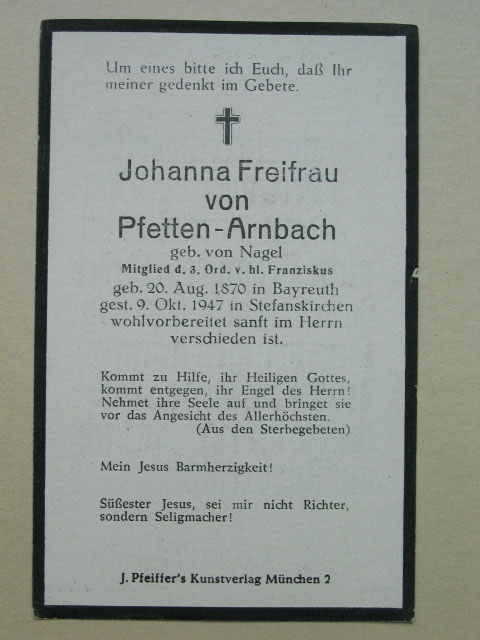 Um eines bitte ich Euch, daß Ihr
meiner gedenkt im Gebete.
Johanna Freifrau
von
Pfetten-Arnbach
geb. von Nagel
Mitglied d. 3. Ord. v. hl. Franziskus
geb. 20. Aug. 1870 in Bayreuth
gest. 9. Okt. 1947 in Stefanskirchen
wohlvorbereitet sanft im Herrn
verschieden ist.
Kommt zu Hilfe, ihr Heiligen Gottes,
kommt entgegen, ihr Engel des Herrn!
Nehmet ihre Seele auf und bringet sie
vor das Angesicht des Allerhöchsten.
(Aus den Sterbegebeten)
Mein Jesus Barmherzigkeit!
Süßester Jesus, sei mir nicht Richter,
sondern Seligmacher!
J. Pfeiffer's Kunstverlag München 2